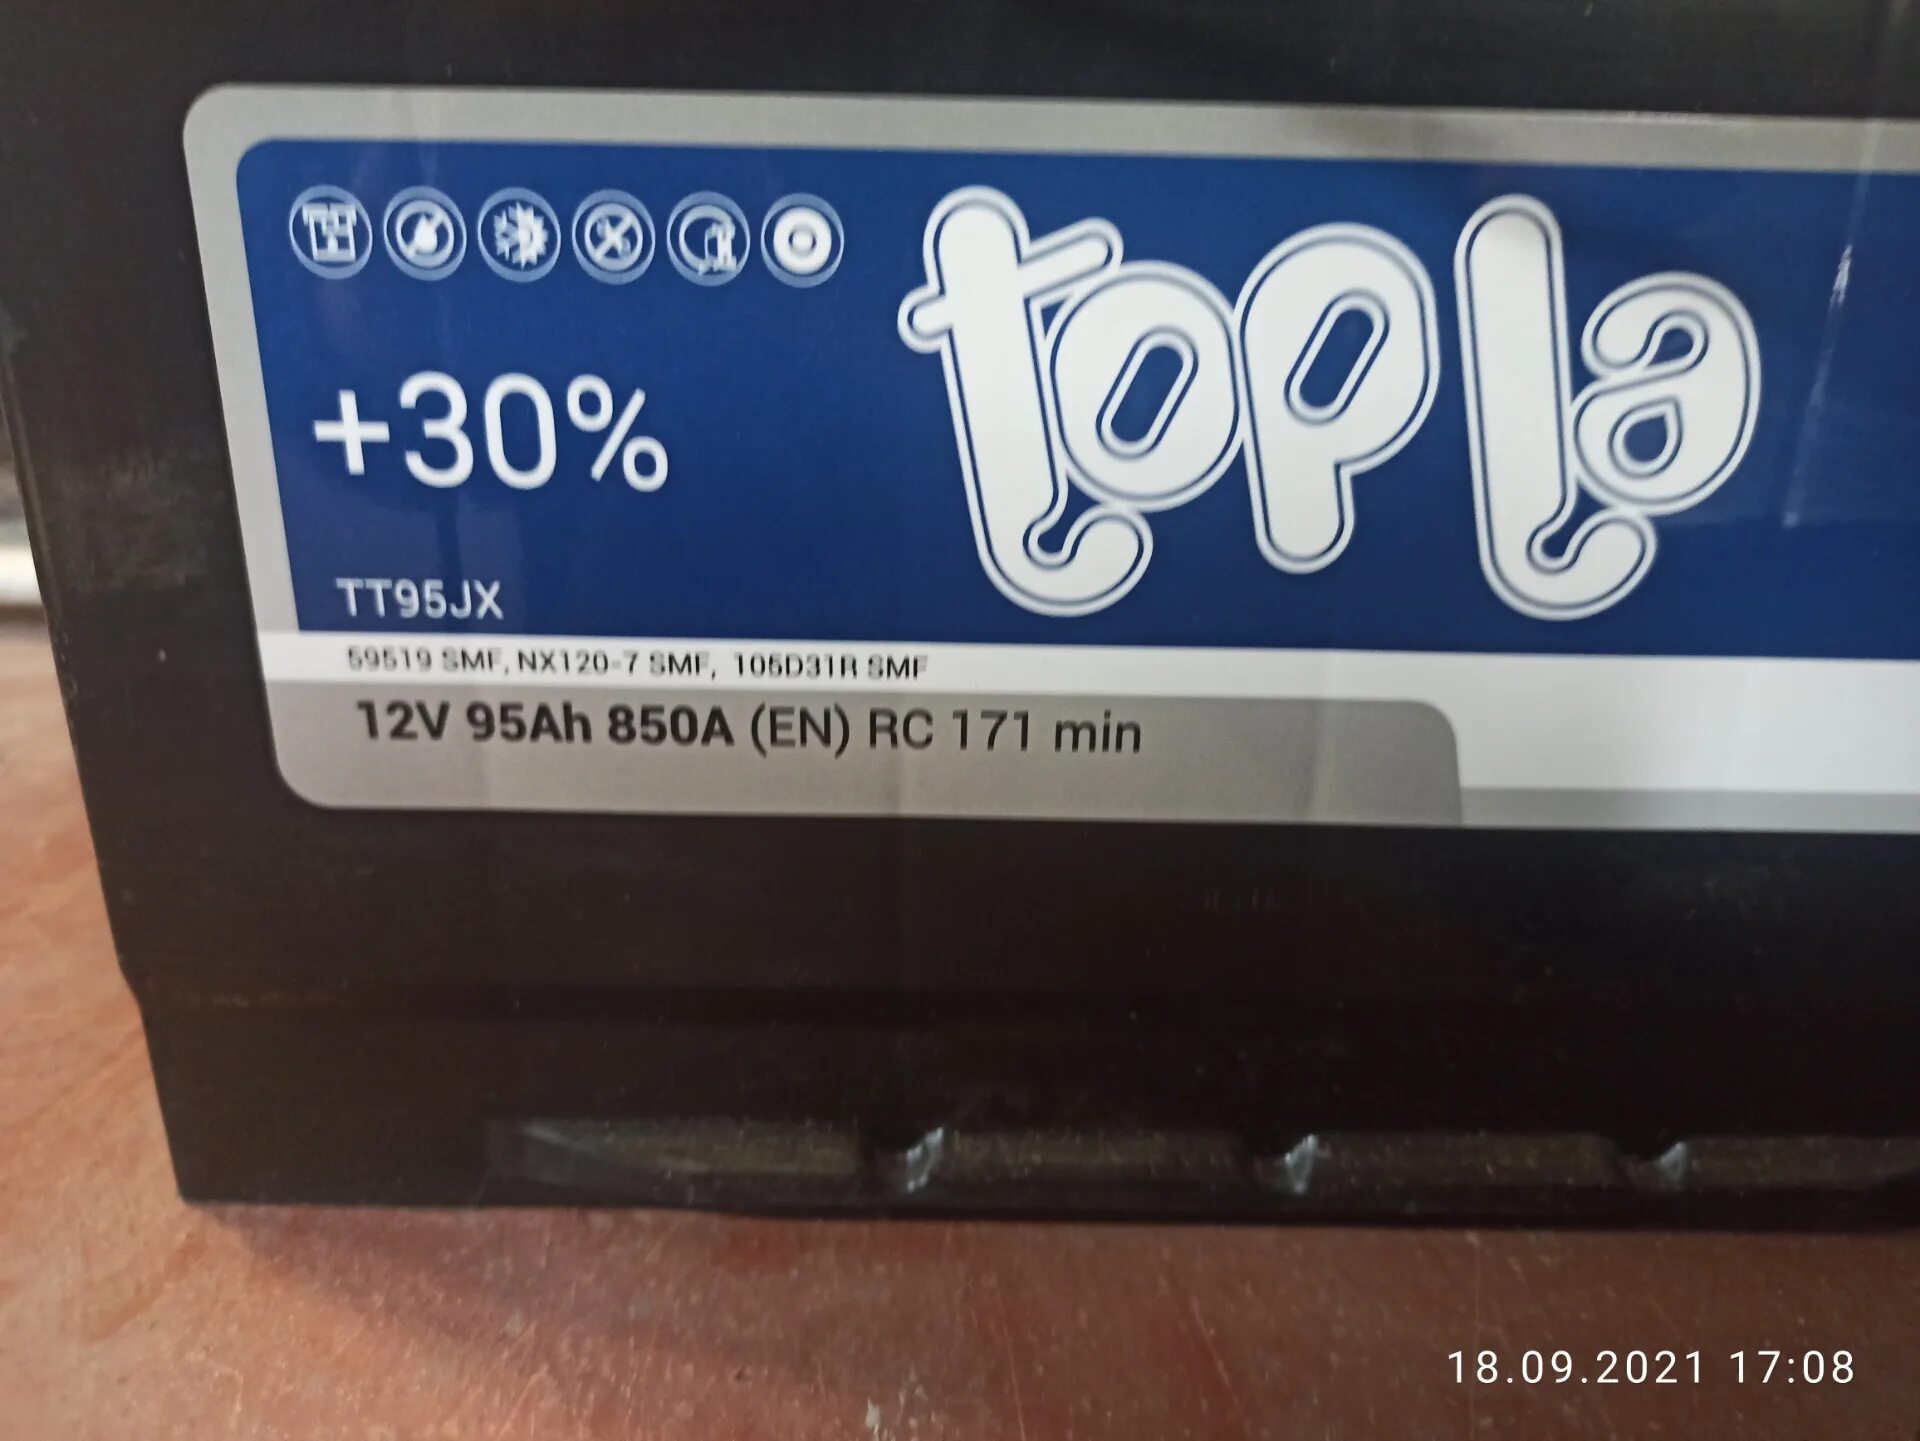 topla
+30%
TT95JX
59519 SMF, NX120-7 SMF, 105D31R SMF
12V 95Ah 850A (EN) RC 171 min
18.09.2021 17:08